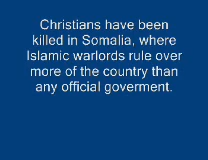 Christians have been
killed in Somalia, where
Islamic warlords rule over
more of the country than
any official goverment.